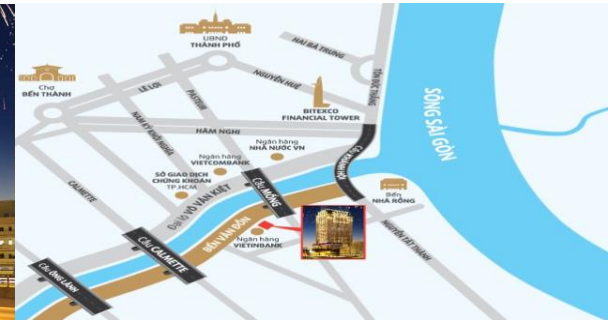 UBND
THÀNH PHỐ
HAI BÀ TRƯNG
Chợ
BẾN THÀNH
LÊ LỢI
PASTEUR
NGUYỄN HUỆ
TÔN ĐỨC THẮNG
BITEXCO
FINANCIAL TOWER
SÔNG SÀI GÒN
NAM KỲ KHỞI NGHĨA
HÀM NGHI
Ngân hàng
NHÀ NƯỚC VN
CẦU KHÁNH HỘI
Ngân hàng
VIETCOMBANK
SỞ GIAO DỊCH
CHỨNG KHOÁN
TP.HCM
CALMETTE
Đại lộ VÕ VĂN KIỆT
CẦU MỐNG
Bến
NHÀ RỒNG
BẾN VÂN ĐỒN
Ngân hàng
VIETINBANK
NGUYỄN TẤT THÀNH
CẦU CALMETTE
CẦU ÔNG LÃNH